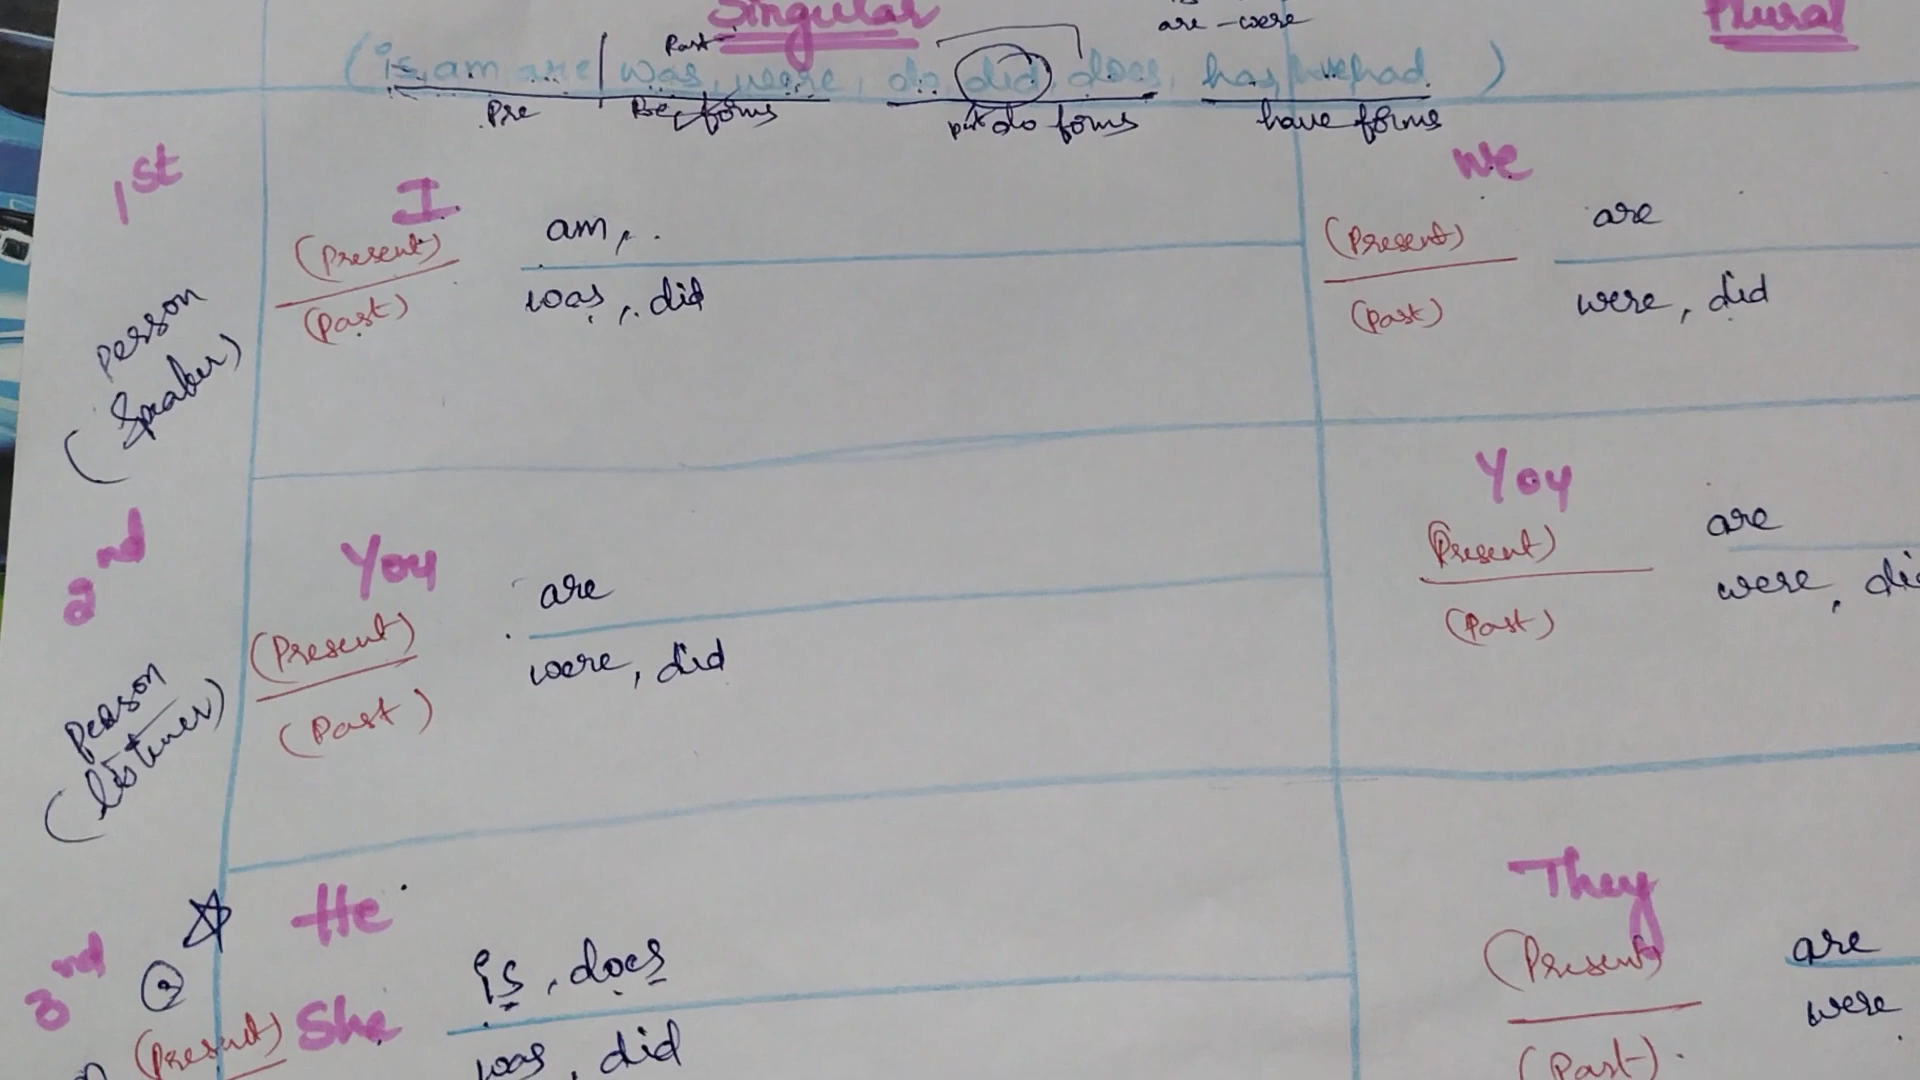 Singular
are - were
Plural
Past
(is, am are / was, were, do did, does, has have had )
Pre
Be forms
past do forms
have forms
1st
person
(Speaker)
I
(Present)
(Past)
am,
was, did
We
(Present)
(Past)
are
were, did
2nd
person
(listener)
You
(Present)
(Past)
are
were, did
You
(Present)
(Past)
are
were, did
3rd
He
She
(Present)
is, does
was, did
They
(Present)
(Past)
are
were